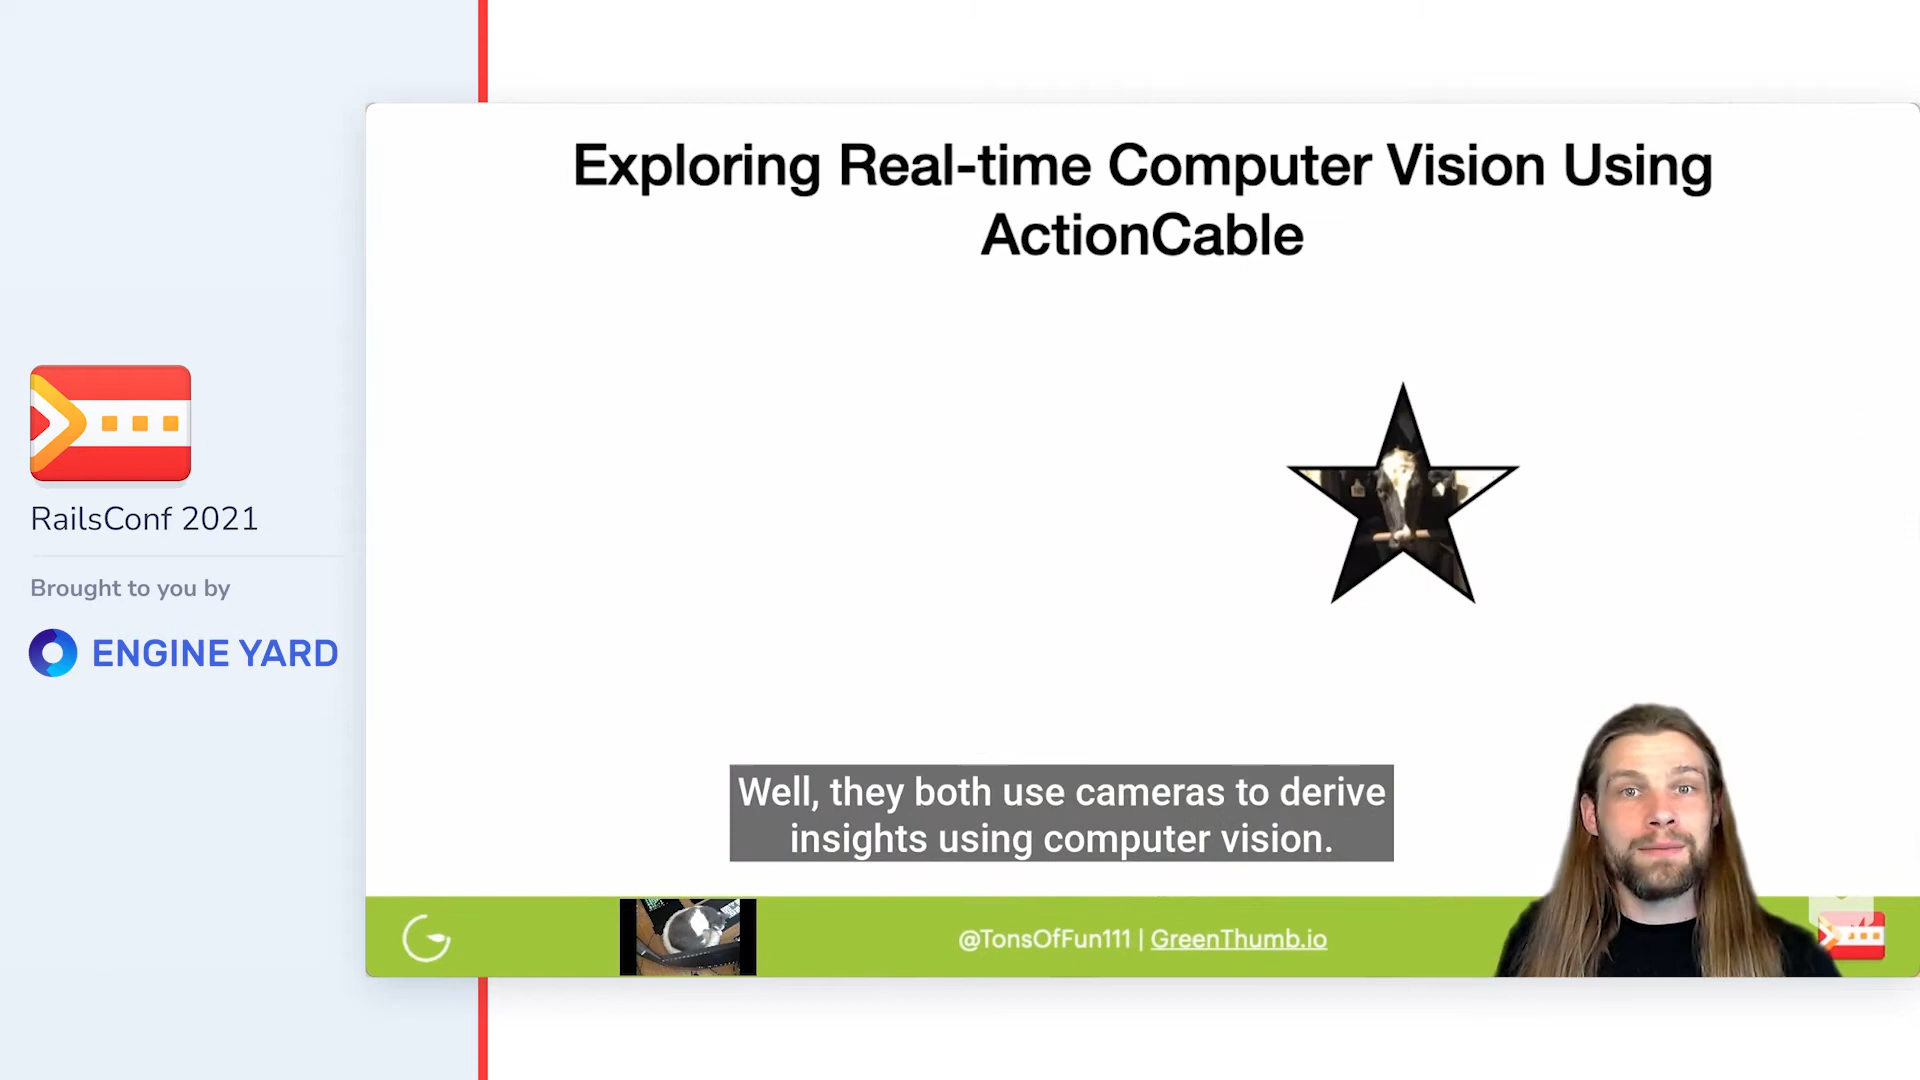 Exploring Real-time Computer Vision Using
ActionCable
RailsConf 2021
Brought to you by
ENGINE YARD
Well, they both use cameras to derive
insights using computer vision.
@TonsOfFun111 | GreenThumb.io